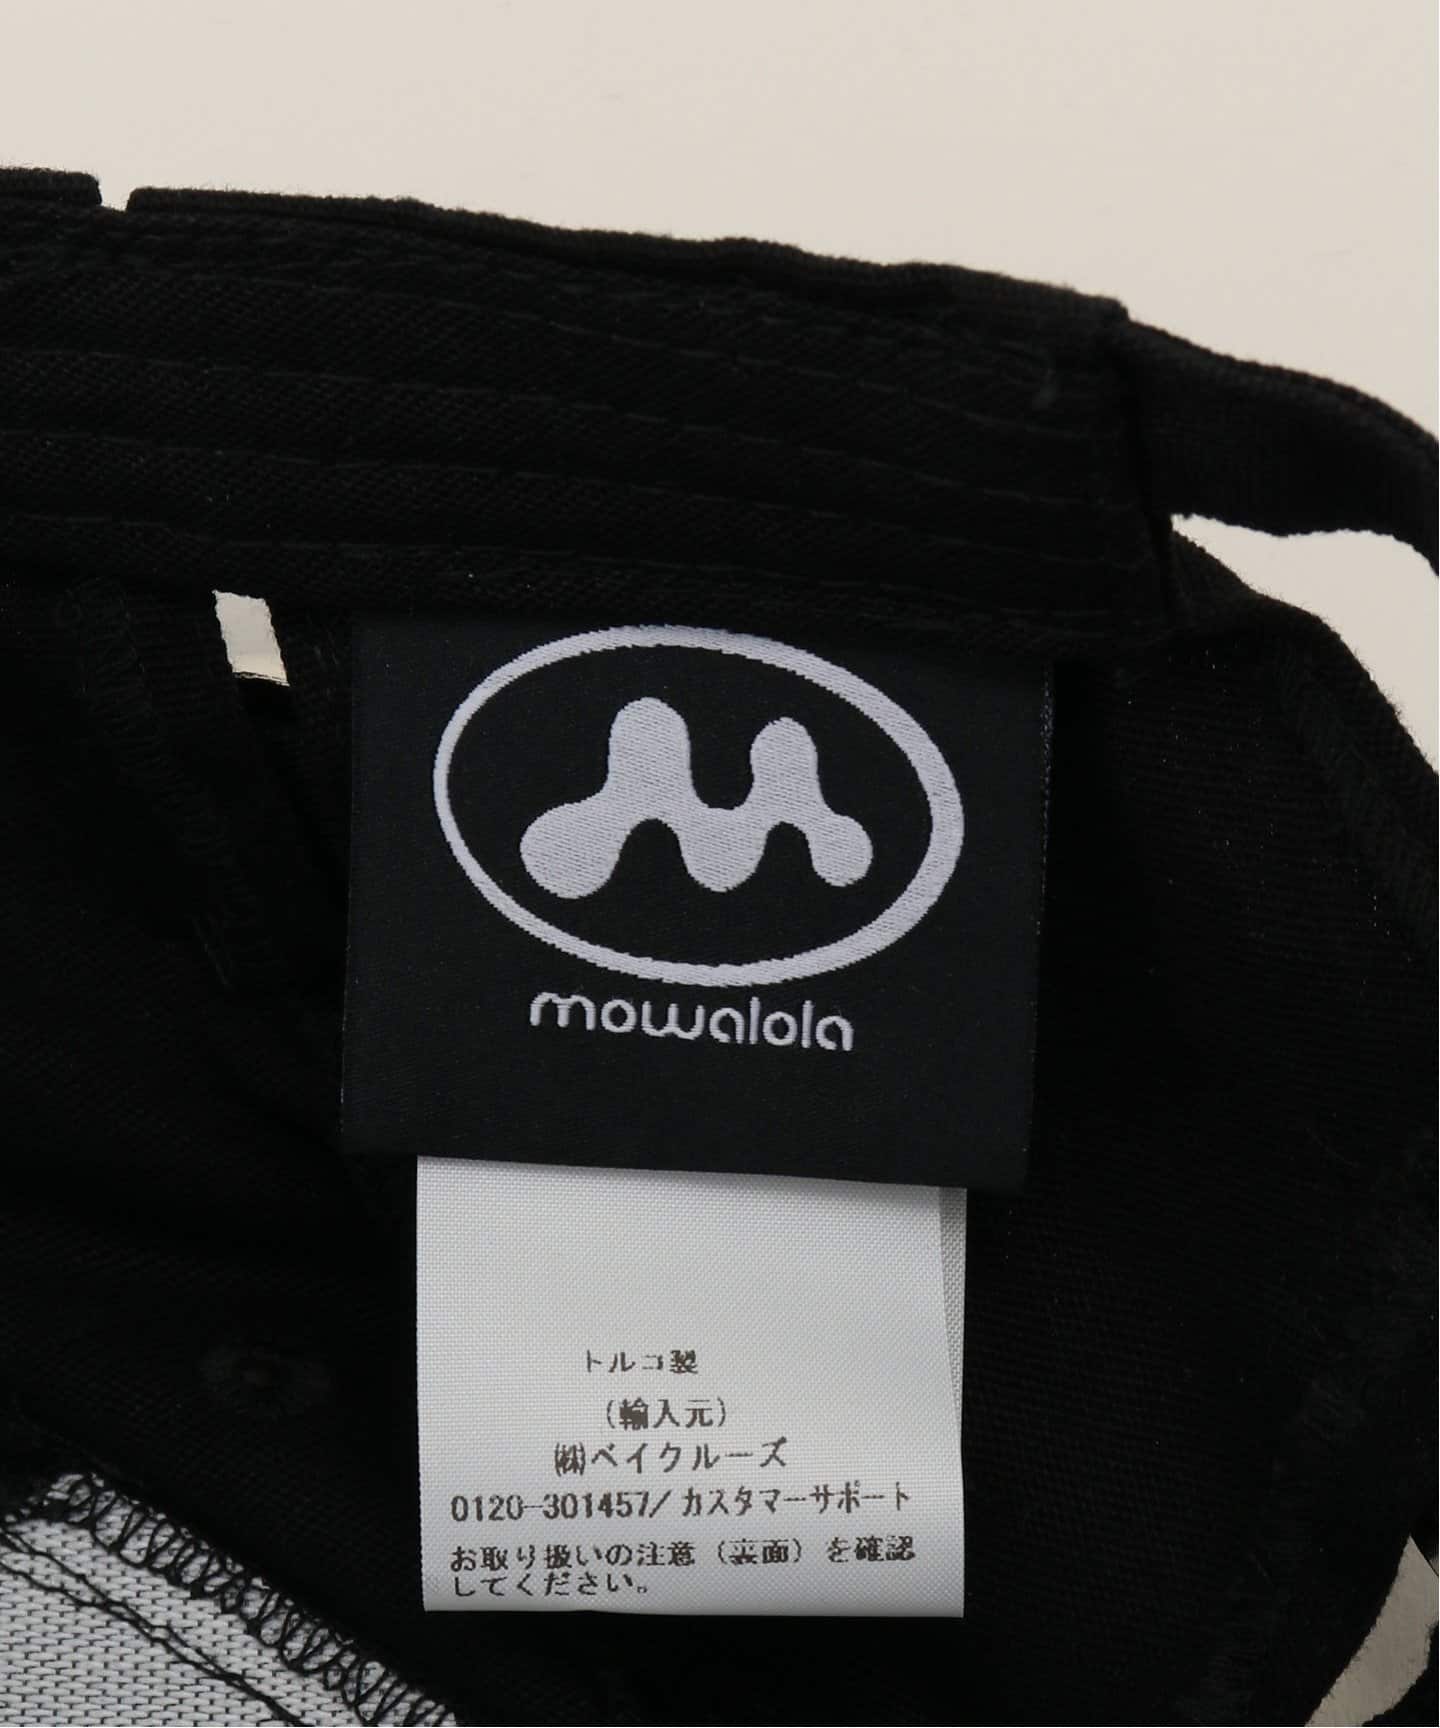 mowalola
トルコ製
(輸入元)
㈱ベイクルーズ
0120-301457/カスタマーサポート
お取り扱いの注意(裏面)を確認
してください。